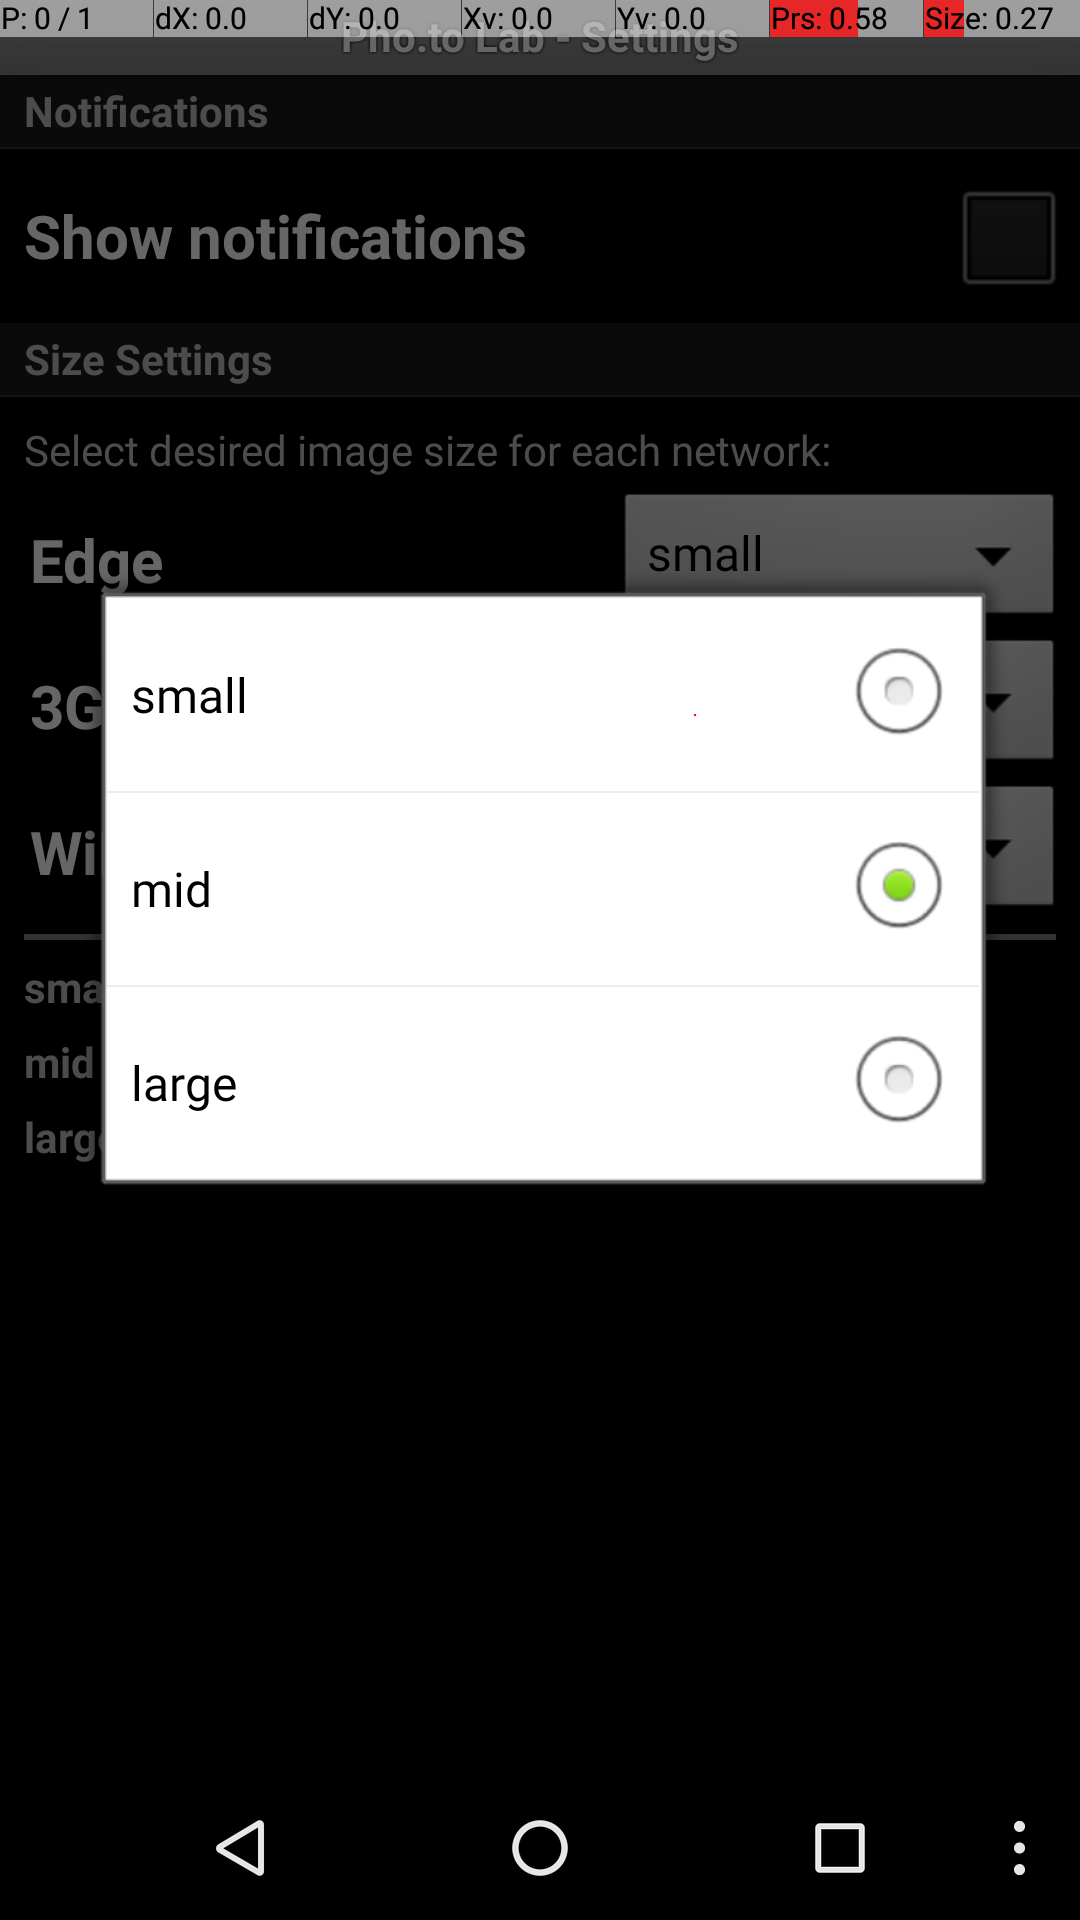 P: 0 / 1 dX: 0.0 dY: 0.0 Xv: 0.0 Yv: 0.0 Prs: 0.58 Size: 0.27
Pho.to Lab - Settings
Notifications
Show notifications
Size Settings
Select desired image size for each network:
Edge small
small
3G
mid
Wi
sma
mid
large
larg